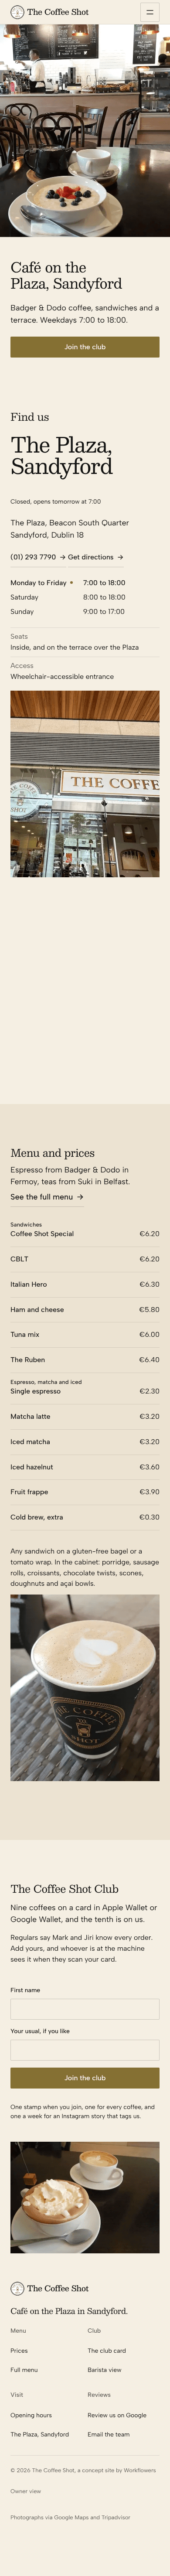 The Coffee Shot
Café on the
Plaza, Sandyford
Badger & Dodo coffee, sandwiches and a
terrace. Weekdays 7:00 to 18:00.
Join the club
Find us
The Plaza,
Sandyford
Closed, opens tomorrow at 7:00
The Plaza, Beacon South Quarter
Sandyford, Dublin 18
(01) 293 7790 → Get directions →
Monday to Friday • 7:00 to 18:00
Saturday 8:00 to 18:00
Sunday 9:00 to 17:00
Seats
Inside, and on the terrace over the Plaza
Access
Wheelchair-accessible entrance
THE COFFEE
THE COFFE
SHOT
Menu and prices
Espresso from Badger & Dodo in
Fermoy, teas from Suki in Belfast.
See the full menu →
Sandwiches
Coffee Shot Special €6.20
CBLT €6.20
Italian Hero €6.30
Ham and cheese €5.80
Tuna mix €6.00
The Ruben €6.40
Espresso, matcha and iced
Single espresso €2.30
Matcha latte €3.20
Iced matcha €3.20
Iced hazelnut €3.60
Fruit frappe €3.90
Cold brew, extra €0.30
Any sandwich on a gluten-free bagel or a
tomato wrap. In the cabinet: porridge, sausage
rolls, croissants, chocolate twists, scones,
doughnuts and açai bowls.
THE COFFEE
SHOT
The Coffee Shot Club
Nine coffees on a card in Apple Wallet or
Google Wallet, and the tenth is on us.
Regulars say Mark and Jiri know every order.
Add yours, and whoever is at the machine
sees it when they scan your card.
First name
Your usual, if you like
Join the club
One stamp when you join, one for every coffee, and
one a week for an Instagram story that tags us.
The Coffee Shot
Café on the Plaza in Sandyford.
Menu Club
Prices The club card
Full menu Barista view
Visit Reviews
Opening hours Review us on Google
The Plaza, Sandyford Email the team
© 2026 The Coffee Shot, a concept site by Workflowers
Owner view
Photographs via Google Maps and Tripadvisor